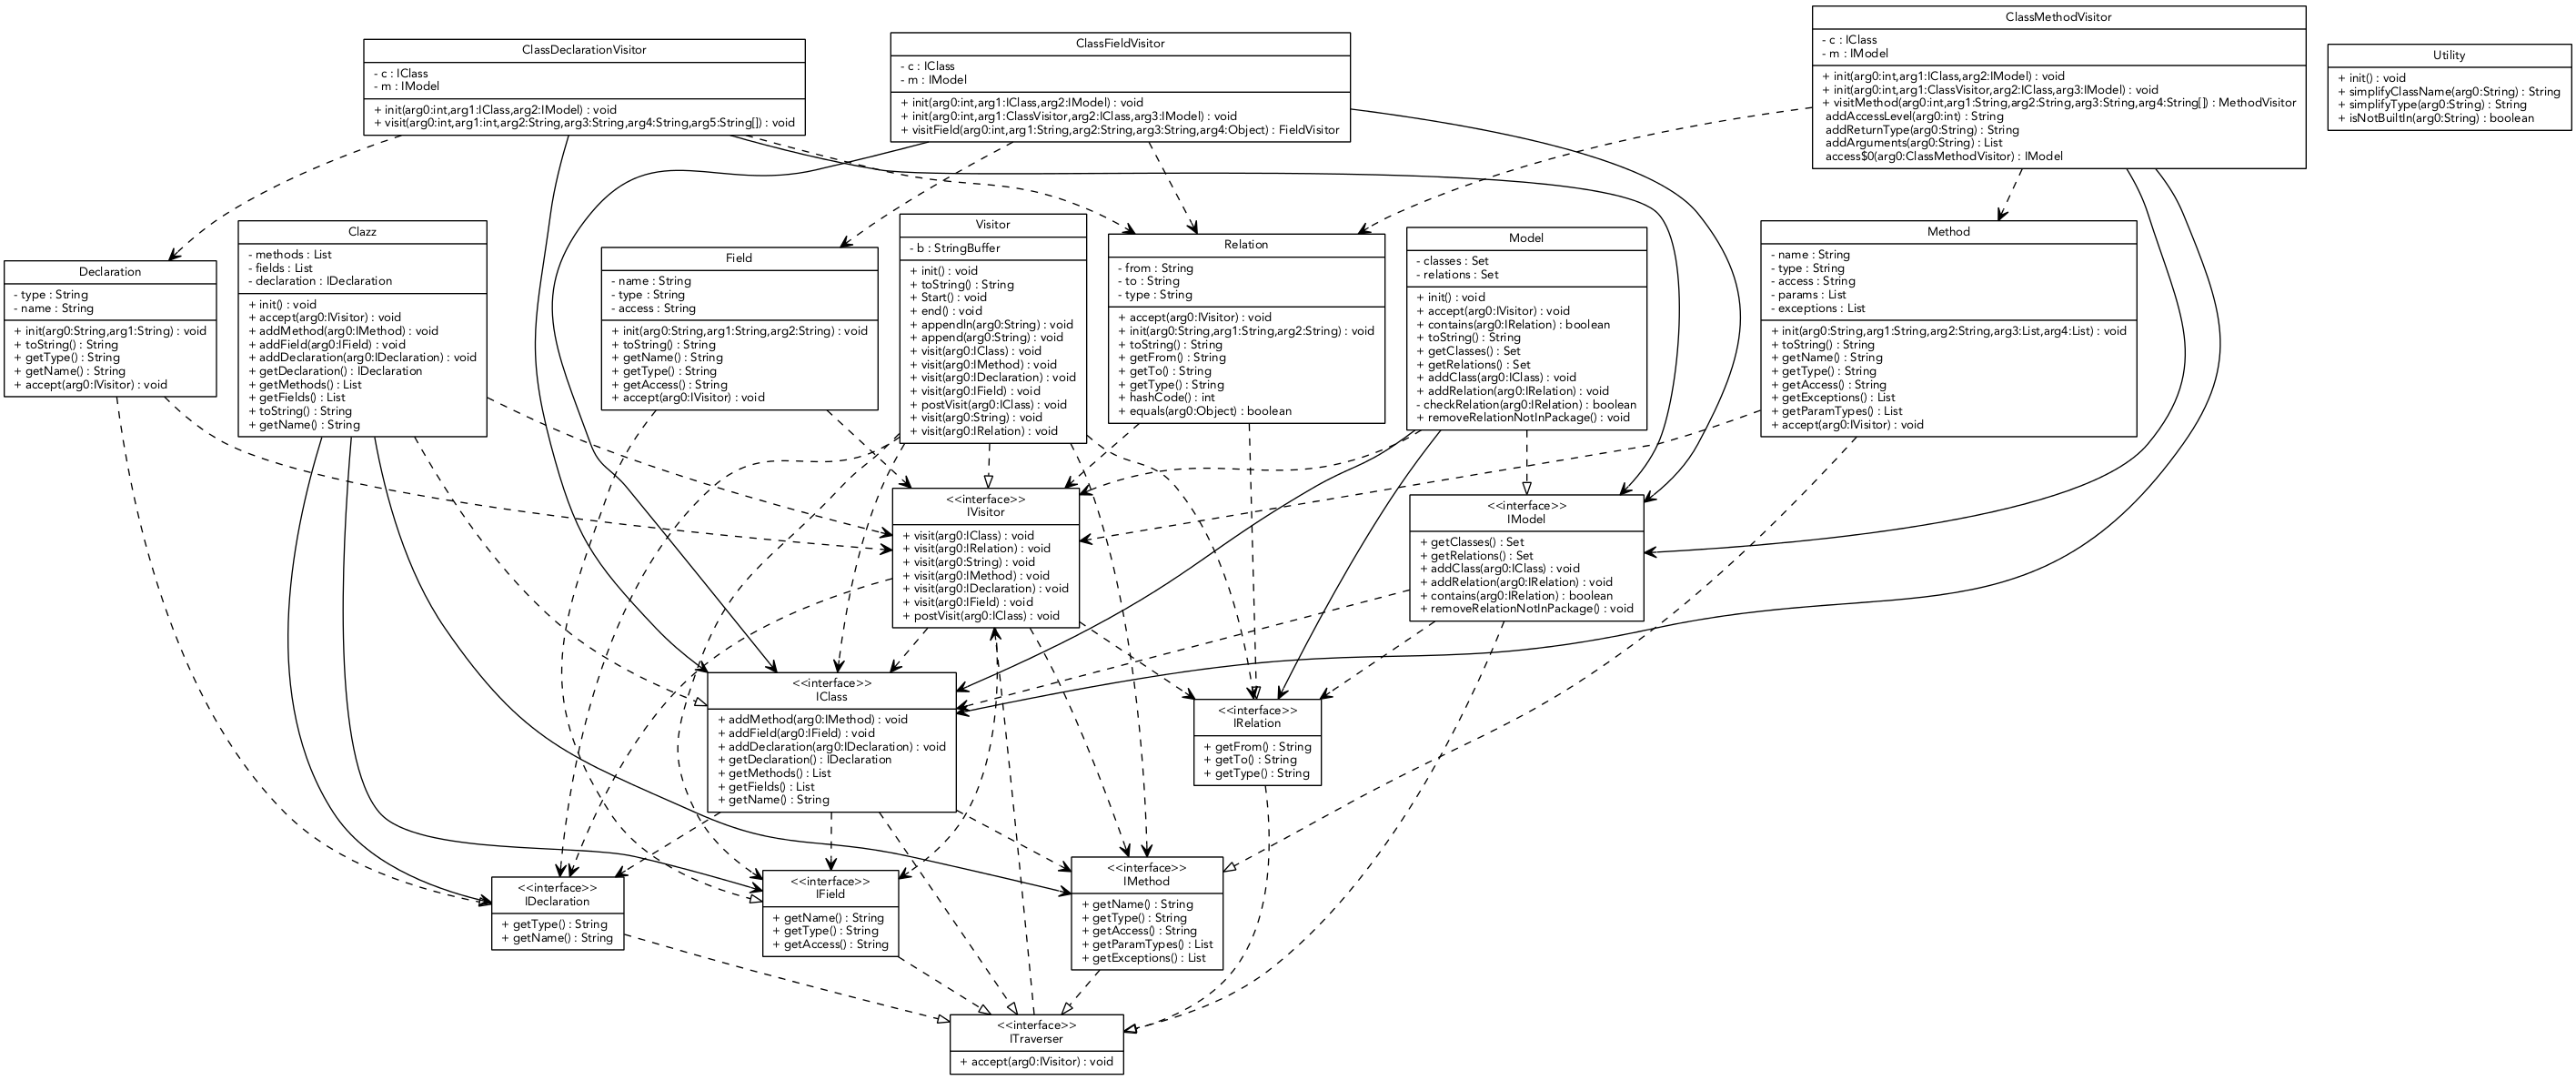 ClassDeclarationVisitor
- c : IClass
- m : IModel
+ init(arg0:int,arg1:IClass,arg2:IModel) : void
+ visit(arg0:int,arg1:int,arg2:String,arg3:String,arg4:String,arg5:String[]) : void
ClassFieldVisitor
- c : IClass
- m : IModel
+ init(arg0:int,arg1:IClass,arg2:IModel) : void
+ init(arg0:int,arg1:ClassVisitor,arg2:IClass,arg3:IModel) : void
+ visitField(arg0:int,arg1:String,arg2:String,arg3:String,arg4:Object) : FieldVisitor
ClassMethodVisitor
- c : IClass
- m : IModel
+ init(arg0:int,arg1:IClass,arg2:IModel) : void
+ init(arg0:int,arg1:ClassVisitor,arg2:IClass,arg3:IModel) : void
+ visitMethod(arg0:int,arg1:String,arg2:String,arg3:String,arg4:String[]) : MethodVisitor
addAccessLevel(arg0:int) : String
addReturnType(arg0:String) : String
addArguments(arg0:String) : List
access$0(arg0:ClassMethodVisitor) : IModel
Utility
+ init() : void
+ simplifyClassName(arg0:String) : String
+ simplifyType(arg0:String) : String
+ isNotBuiltIn(arg0:String) : boolean
Declaration
- type : String
- name : String
+ init(arg0:String,arg1:String) : void
+ toString() : String
+ getType() : String
+ getName() : String
+ accept(arg0:IVisitor) : void
Clazz
- methods : List
- fields : List
- declaration : IDeclaration
+ init() : void
+ accept(arg0:IVisitor) : void
+ addMethod(arg0:IMethod) : void
+ addField(arg0:IField) : void
+ addDeclaration(arg0:IDeclaration) : void
+ getDeclaration() : IDeclaration
+ getMethods() : List
+ getFields() : List
+ toString() : String
+ getName() : String
Field
- name : String
- type : String
- access : String
+ init(arg0:String,arg1:String,arg2:String) : void
+ toString() : String
+ getName() : String
+ getType() : String
+ getAccess() : String
+ accept(arg0:IVisitor) : void
Visitor
- b : StringBuffer
+ init() : void
+ toString() : String
+ Start() : void
+ end() : void
+ appendln(arg0:String) : void
+ append(arg0:String) : void
+ visit(arg0:IClass) : void
+ visit(arg0:IMethod) : void
+ visit(arg0:IDeclaration) : void
+ visit(arg0:IField) : void
+ postVisit(arg0:IClass) : void
+ visit(arg0:String) : void
+ visit(arg0:IRelation) : void
Relation
- from : String
- to : String
- type : String
+ accept(arg0:IVisitor) : void
+ init(arg0:String,arg1:String,arg2:String) : void
+ toString() : String
+ getFrom() : String
+ getTo() : String
+ getType() : String
+ hashCode() : int
+ equals(arg0:Object) : boolean
Model
- classes : Set
- relations : Set
+ init() : void
+ accept(arg0:IVisitor) : void
+ contains(arg0:IRelation) : boolean
+ toString() : String
+ getClasses() : Set
+ getRelations() : Set
+ addClass(arg0:IClass) : void
+ addRelation(arg0:IRelation) : void
- checkRelation(arg0:IRelation) : boolean
+ removeRelationNotInPackage() : void
Method
- name : String
- type : String
- access : String
- params : List
- exceptions : List
+ init(arg0:String,arg1:String,arg2:String,arg3:List,arg4:List) : void
+ toString() : String
+ getName() : String
+ getType() : String
+ getAccess() : String
+ getExceptions() : List
+ getParamTypes() : List
+ accept(arg0:IVisitor) : void
<<interface>>
IVisitor
+ visit(arg0:IClass) : void
+ visit(arg0:IRelation) : void
+ visit(arg0:String) : void
+ visit(arg0:IMethod) : void
+ visit(arg0:IDeclaration) : void
+ visit(arg0:IField) : void
+ postVisit(arg0:IClass) : void
<<interface>>
IModel
+ getClasses() : Set
+ getRelations() : Set
+ addClass(arg0:IClass) : void
+ addRelation(arg0:IRelation) : void
+ contains(arg0:IRelation) : boolean
+ removeRelationNotInPackage() : void
<<interface>>
IClass
+ addMethod(arg0:IMethod) : void
+ addField(arg0:IField) : void
+ addDeclaration(arg0:IDeclaration) : void
+ getDeclaration() : IDeclaration
+ getMethods() : List
+ getFields() : List
+ getName() : String
<<interface>>
IRelation
+ getFrom() : String
+ getTo() : String
+ getType() : String
<<interface>>
IDeclaration
+ getType() : String
+ getName() : String
<<interface>>
IField
+ getName() : String
+ getType() : String
+ getAccess() : String
<<interface>>
IMethod
+ getName() : String
+ getType() : String
+ getAccess() : String
+ getParamTypes() : List
+ getExceptions() : List
<<interface>>
ITraverser
+ accept(arg0:IVisitor) : void